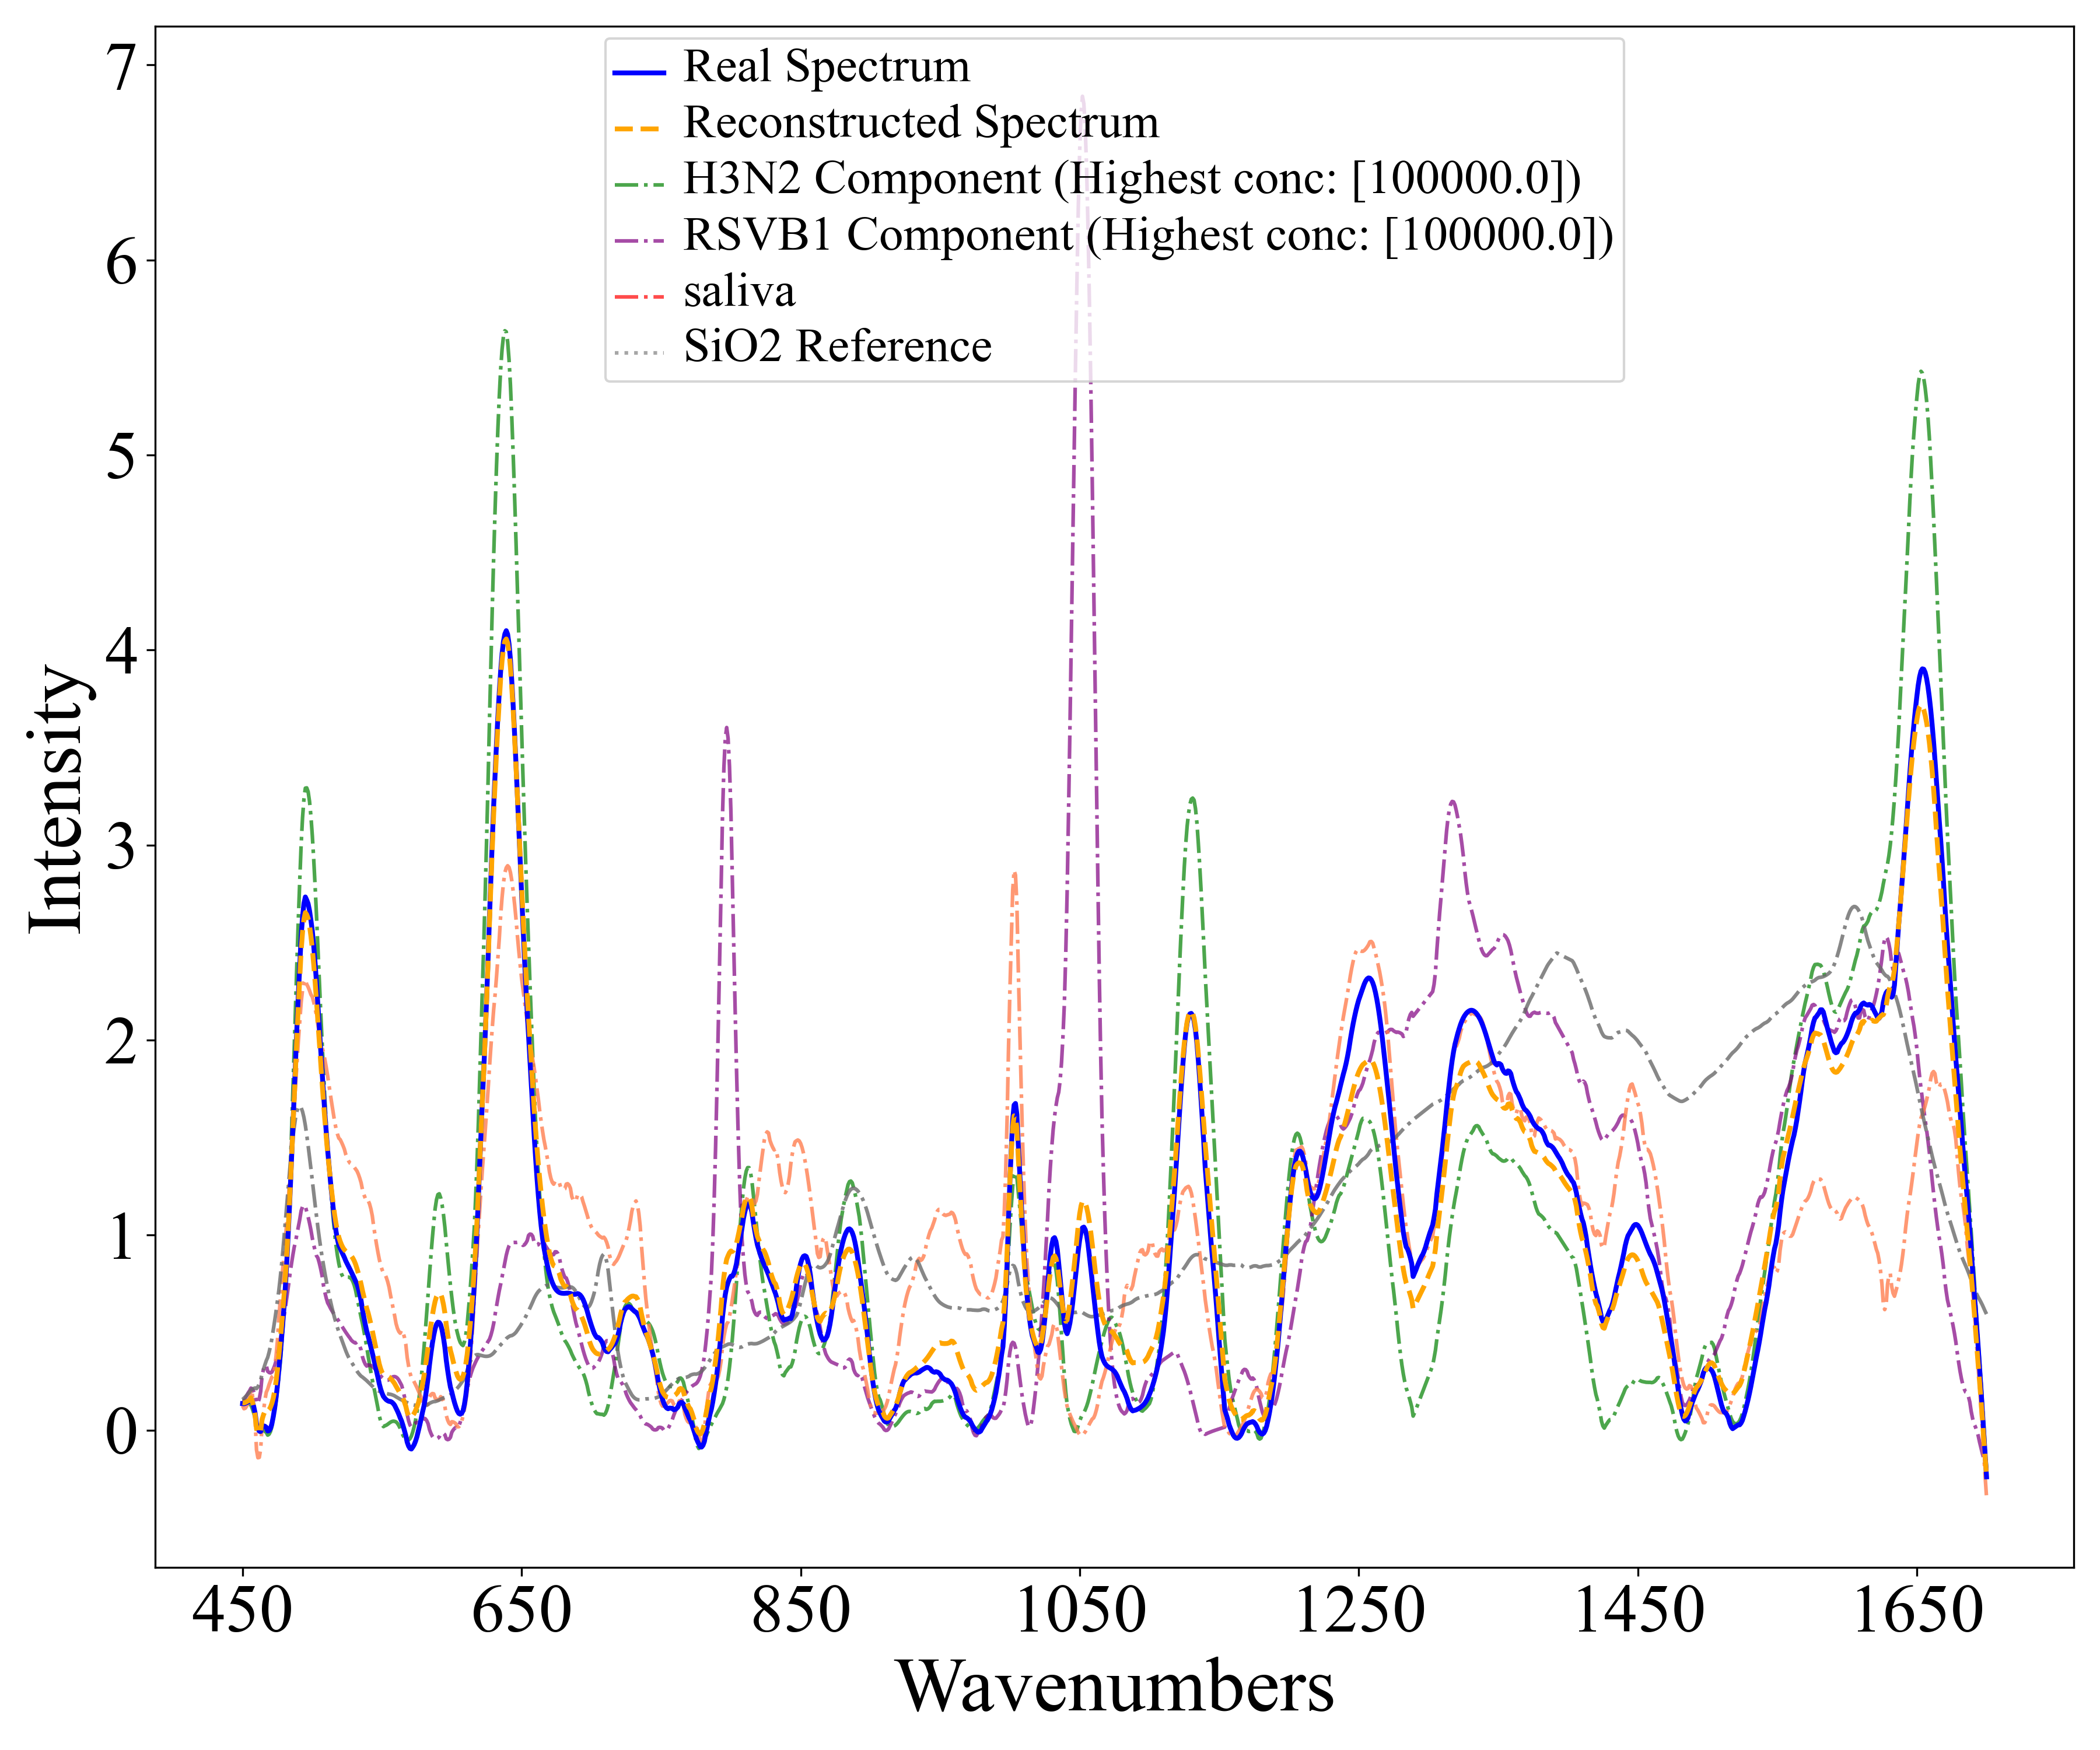 Real Spectrum
Reconstructed Spectrum
H3N2 Component (Highest conc: [100000.0])
RSVB1 Component (Highest conc: [100000.0])
saliva
SiO2 Reference
7
6
5
4
3
2
1
0
Intensity
450 650 850 1050 1250 1450 1650
Wavenumbers